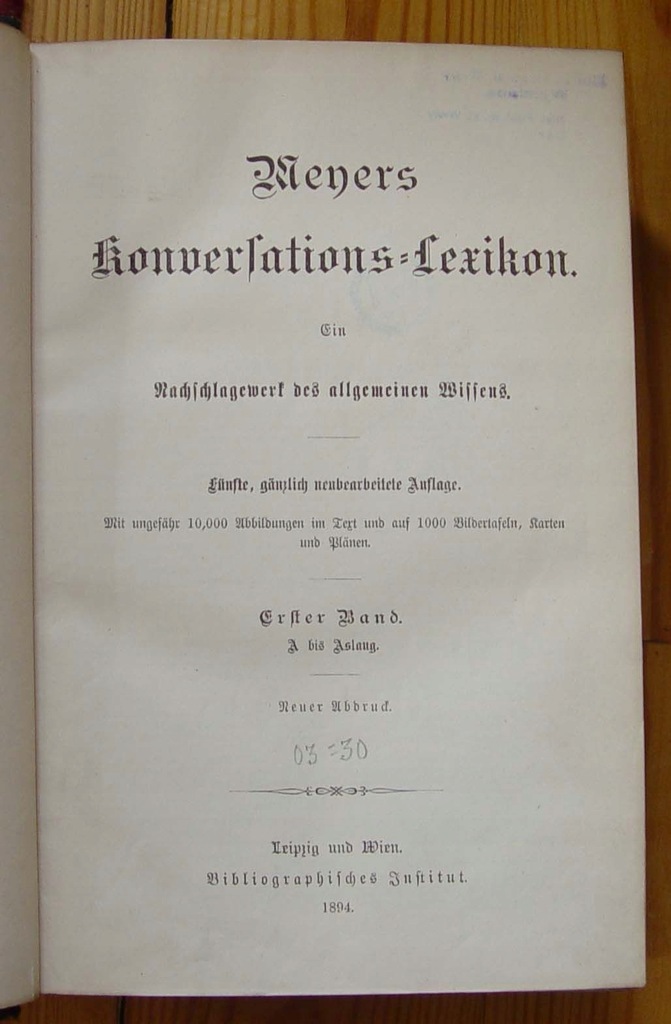 Meyers
Konversations=Lexikon.
Ein
Nachschlagewerk des allgemeinen Wissens.
Fünfte, gänzlich neubearbeitete Auflage.
Mit ungefähr 10,000 Abbildungen im Text und auf 1000 Bildertafeln, Karten
und Plänen.
Erster Band.
A bis Aslaug.
Neuer Abdruck.
03=30
Leipzig und Wien.
Bibliographisches Institut.
1894.